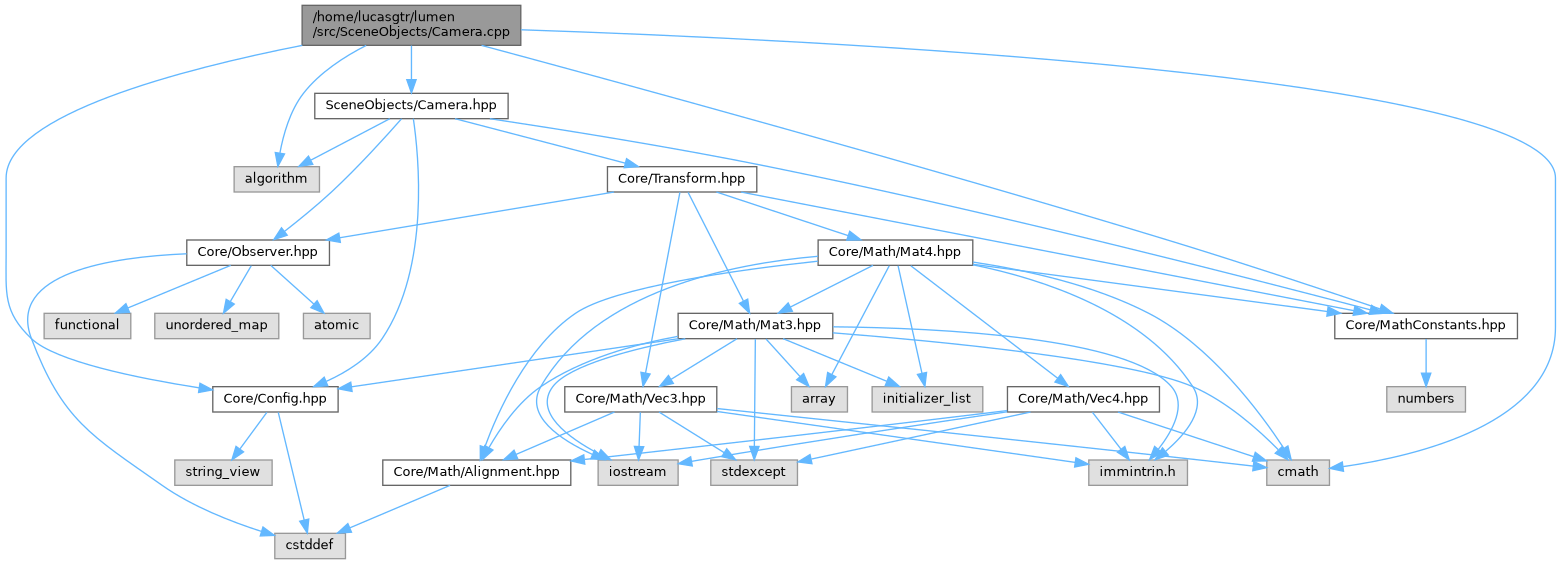 /home/lucasgtr/lumen
/src/SceneObjects/Camera.cpp
SceneObjects/Camera.hpp
algorithm
Core/Transform.hpp
Core/Observer.hpp
Core/Math/Mat4.hpp
functional
unordered_map
atomic
Core/Math/Mat3.hpp
Core/MathConstants.hpp
Core/Config.hpp
Core/Math/Vec3.hpp
array
initializer_list
Core/Math/Vec4.hpp
numbers
string_view
Core/Math/Alignment.hpp
iostream
stdexcept
immintrin.h
cmath
cstddef